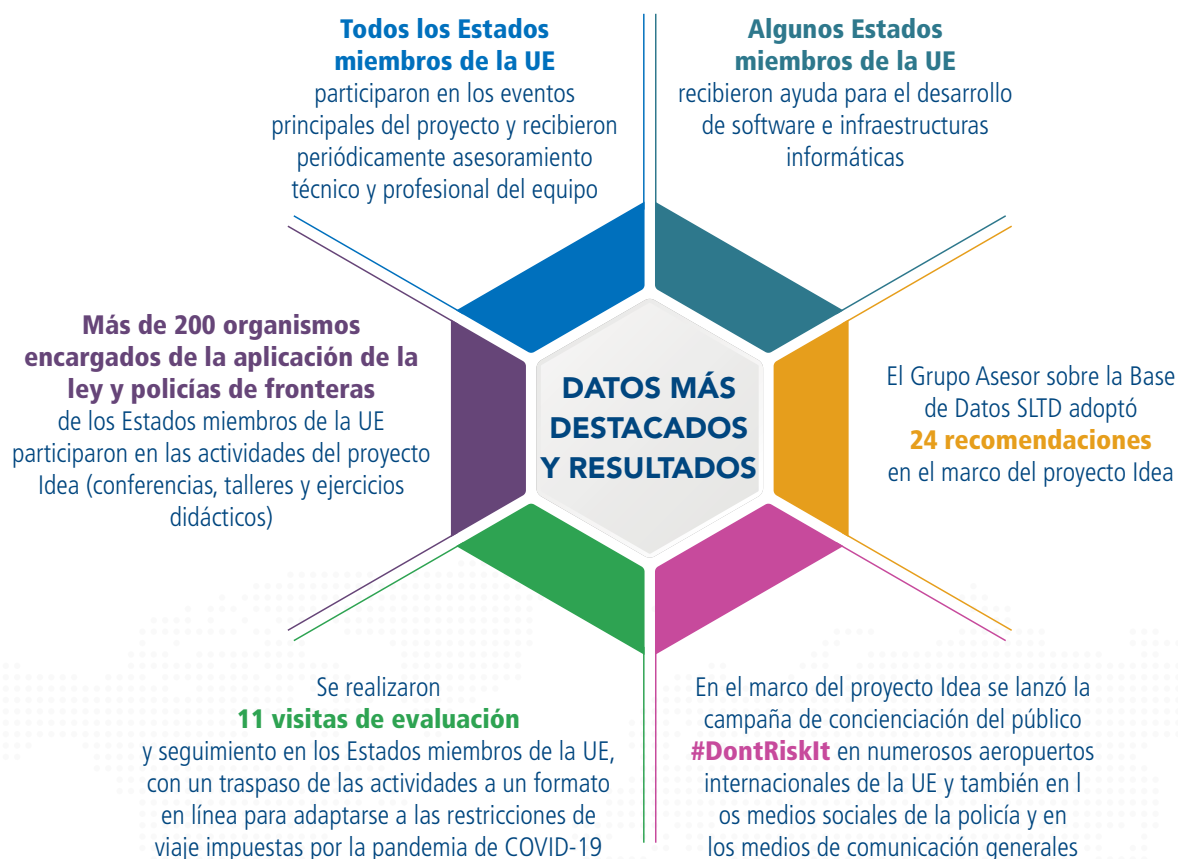 Todos los Estados
miembros de la UE
participaron en los eventos
principales del proyecto y recibieron
periódicamente asesoramiento
técnico y profesional del equipo
Algunos Estados
miembros de la UE
recibieron ayuda para el desarrollo
de software e infraestructuras
informáticas
Más de 200 organismos
encargados de la aplicación de la
ley y policías de fronteras
de los Estados miembros de la UE
participaron en las actividades del proyecto
Idea (conferencias, talleres y ejercicios
didácticos)
DATOS MÁS
DESTACADOS
Y RESULTADOS
El Grupo Asesor sobre la Base
de Datos SLTD adoptó
24 recomendaciones
en el marco del proyecto Idea
Se realizaron
11 visitas de evaluación
y seguimiento en los Estados miembros de la UE,
con un traspaso de las actividades a un formato
en línea para adaptarse a las restricciones de
viaje impuestas por la pandemia de COVID-19
En el marco del proyecto Idea se lanzó la
campaña de concienciación del público
#DontRiskIt en numerosos aeropuertos
internacionales de la UE y también en l
os medios sociales de la policía y en
los medios de comunicación generales